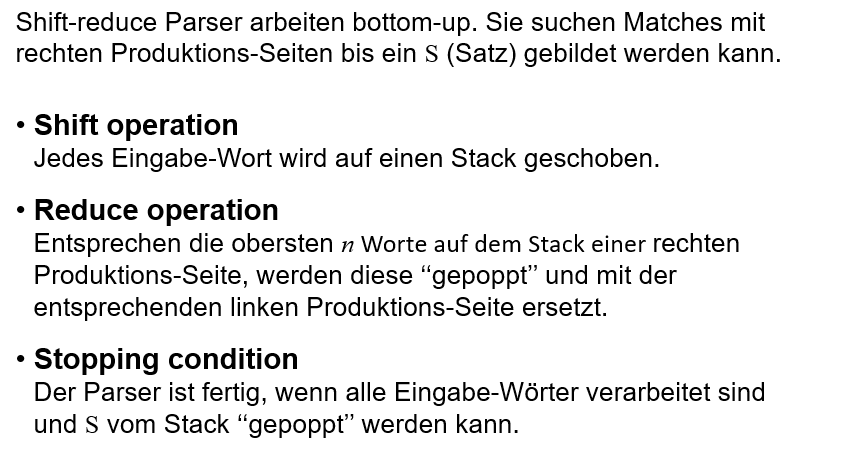 Shift-reduce Parser arbeiten bottom-up. Sie suchen Matches mit
rechten Produktions-Seiten bis ein S (Satz) gebildet werden kann.
• Shift operation
Jedes Eingabe-Wort wird auf einen Stack geschoben.
• Reduce operation
Entsprechen die obersten n Worte auf dem Stack einer rechten
Produktions-Seite, werden diese “gepoppt” und mit der
entsprechenden linken Produktions-Seite ersetzt.
• Stopping condition
Der Parser ist fertig, wenn alle Eingabe-Wörter verarbeitet sind
und S vom Stack “gepoppt” werden kann.